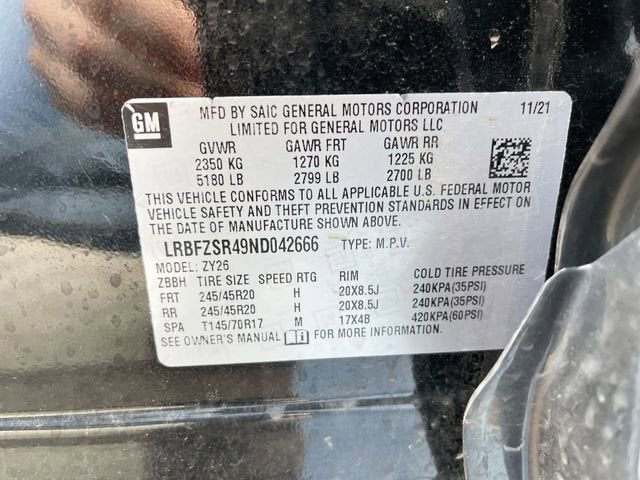 GM
MFD BY SAIC GENERAL MOTORS CORPORATION 11/21
LIMITED FOR GENERAL MOTORS LLC
GVWR GAWR FRT GAWR RR
2350 KG 1270 KG 1225 KG
5180 LB 2799 LB 2700 LB
THIS VEHICLE CONFORMS TO ALL APPLICABLE U.S. FEDERAL MOTOR
VEHICLE SAFETY AND THEFT PREVENTION STANDARDS IN EFFECT ON
THE DATE OF MANUFACTURE SHOWN ABOVE.
LRBFZSR49ND042666 TYPE: M.P.V.
MODEL: ZY26
ZBBH TIRE SIZE SPEED RTG RIM COLD TIRE PRESSURE
FRT 245/45R20 H 20X8.5J 240KPA(35PSI)
RR 245/45R20 H 20X8.5J 240KPA(35PSI)
SPA T145/70R17 M 17X4B 420KPA(60PSI)
SEE OWNER'S MANUAL FOR MORE INFORMATION.